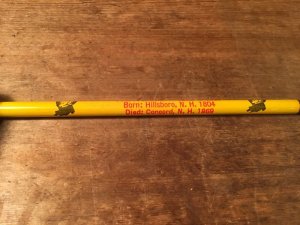 Born: Hillsboro, N. H. 1804
Died: Concord, N. H. 1869